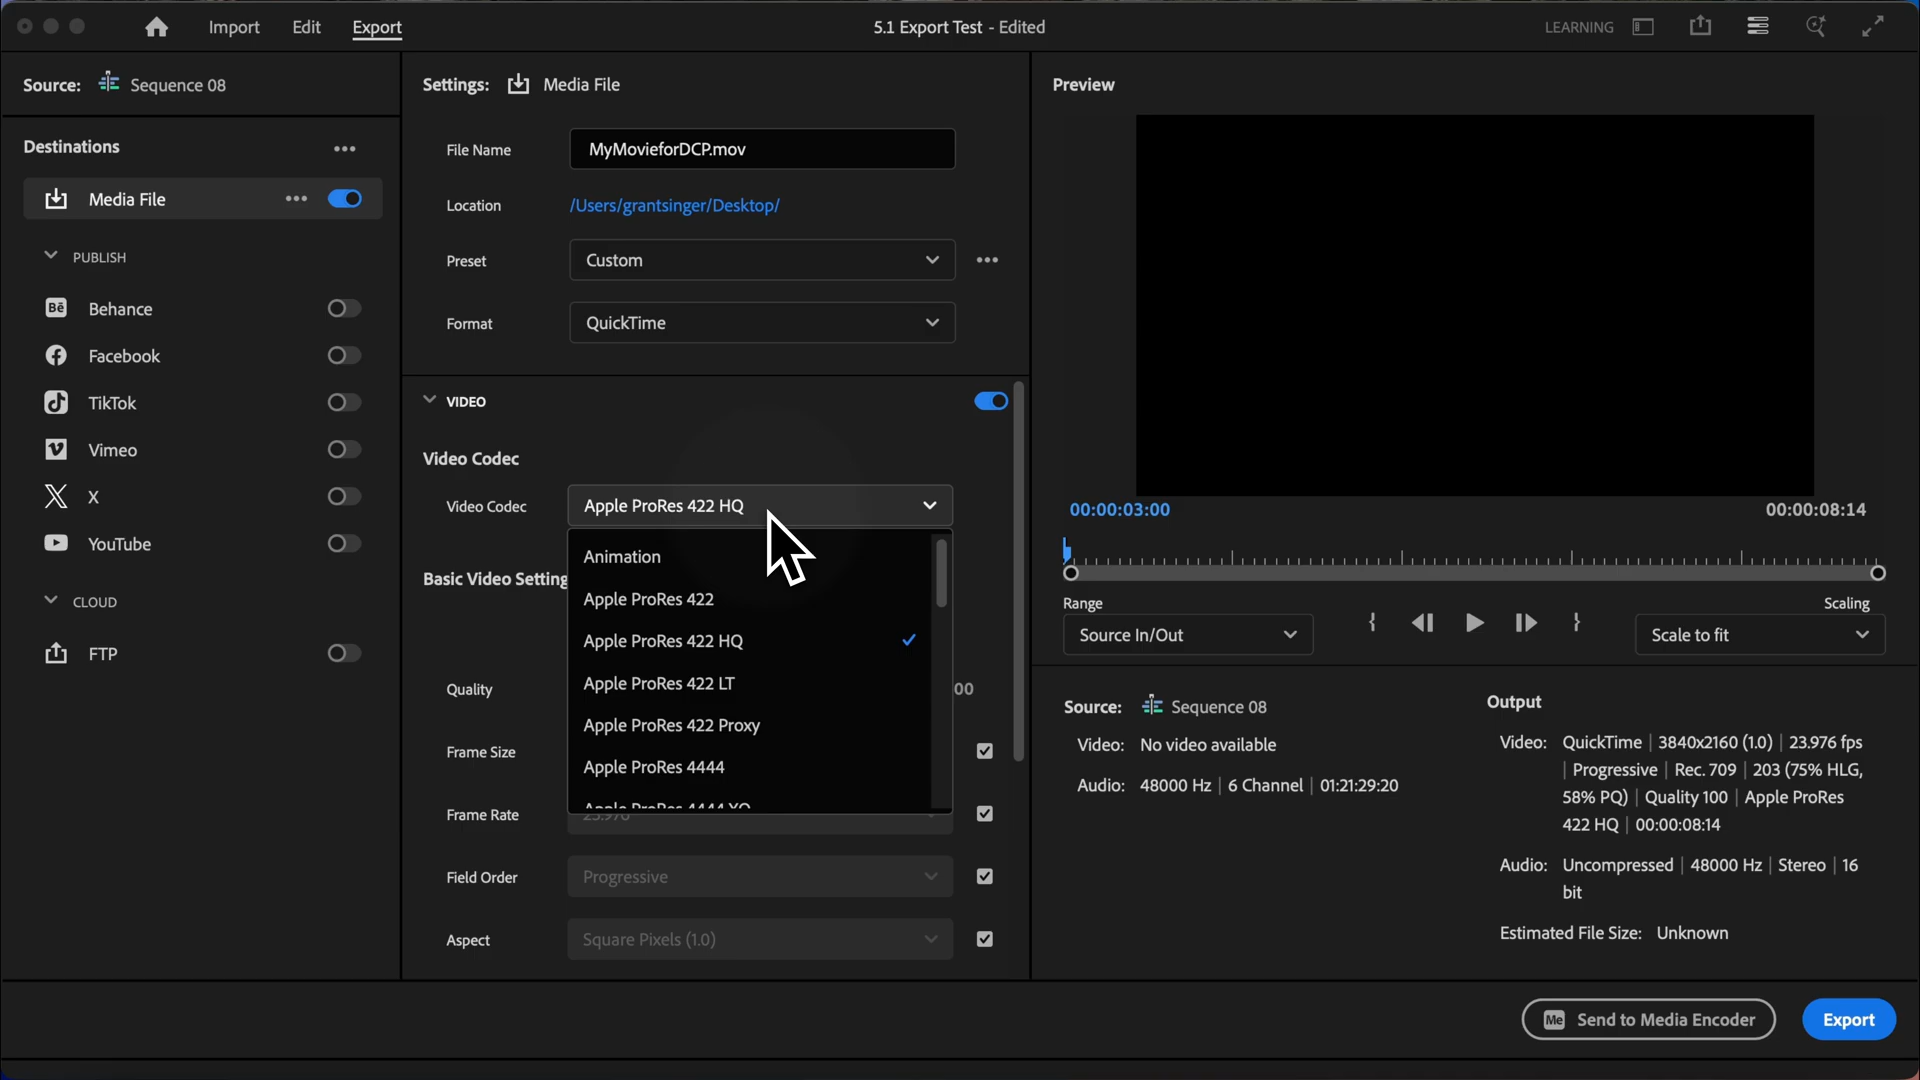 Import Edit Export 5.1 Export Test - Edited LEARNING
Source: Sequence 08
Settings: Media File
Preview
Destinations
Media File
PUBLISH
Bē Behance
Facebook
TikTok
Vimeo
X
YouTube
CLOUD
FTP
File Name MyMovieforDCP.mov
Location /Users/grantsinger/Desktop/
Preset Custom
Format QuickTime
VIDEO
Video Codec
Video Codec Apple ProRes 422 HQ
Animation
Apple ProRes 422
Apple ProRes 422 HQ
Apple ProRes 422 LT
Apple ProRes 422 Proxy
Apple ProRes 4444
Apple ProRes 4444 XQ
Basic Video Setting
Quality 00
Frame Size
Frame Rate 23.976
Field Order Progressive
Aspect Square Pixels (1.0)
00:00:03:00 00:00:08:14
Range Scaling
Source In/Out Scale to fit
Source: Sequence 08
Video: No video available
Audio: 48000 Hz | 6 Channel | 01:21:29:20
Output
Video: QuickTime | 3840x2160 (1.0) | 23.976 fps
| Progressive | Rec. 709 | 203 (75% HLG,
58% PQ) | Quality 100 | Apple ProRes
422 HQ | 00:00:08:14
Audio: Uncompressed | 48000 Hz | Stereo | 16
bit
Estimated File Size: Unknown
Me Send to Media Encoder Export